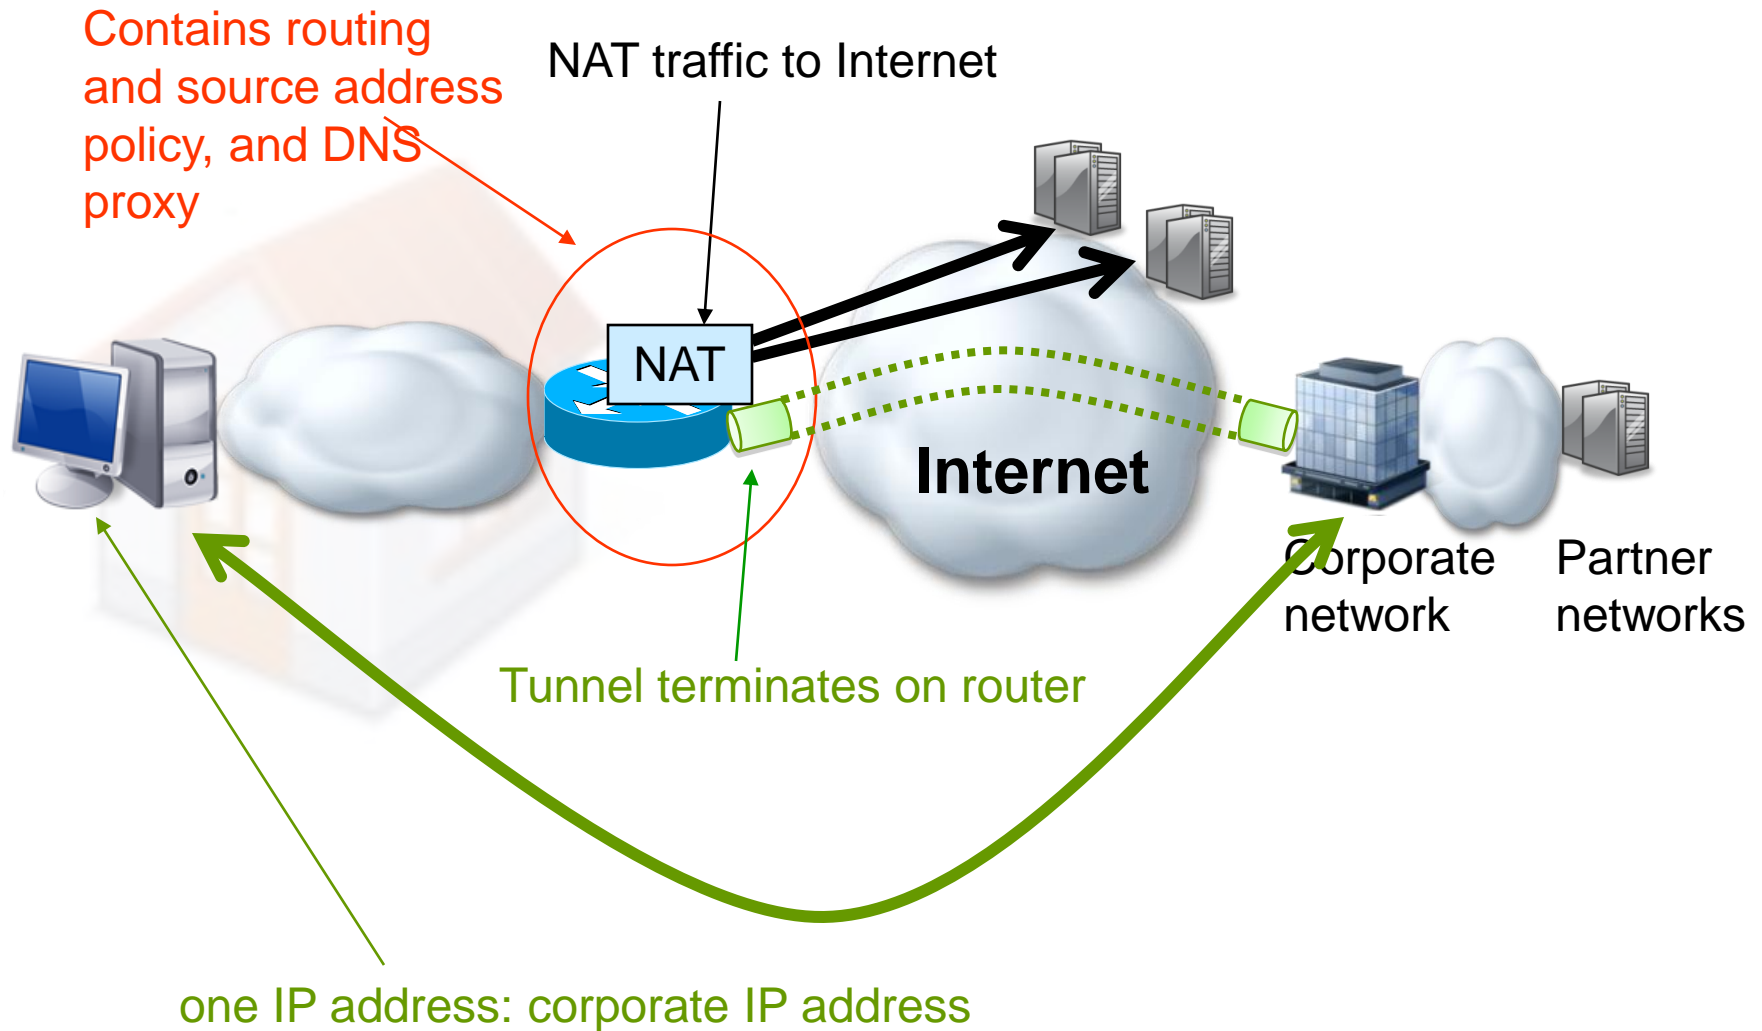 Contains routing
and source address
policy, and DNS
proxy
NAT traffic to Internet
NAT
Internet
Corporate
network
Partner
networks
Tunnel terminates on router
one IP address: corporate IP address